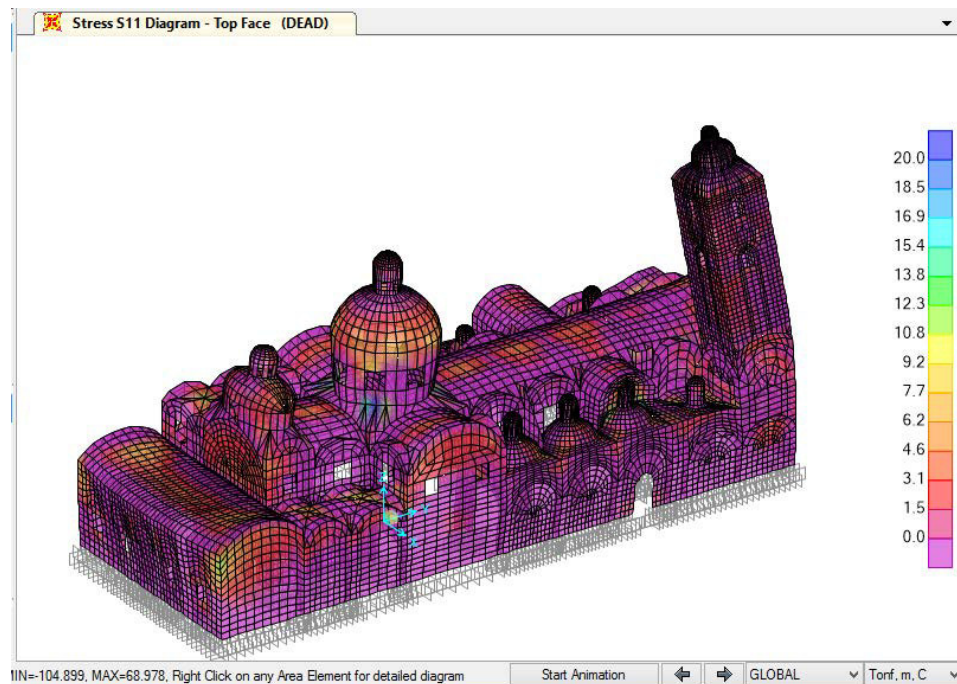 Stress S11 Diagram - Top Face (DEAD)
20.0
18.5
16.9
15.4
13.8
12.3
10.8
9.2
7.7
6.2
4.6
3.1
1.5
0.0
MIN=-104.899, MAX=68.978, Right Click on any Area Element for detailed diagram
Start Animation
GLOBAL
Tonf, m, C